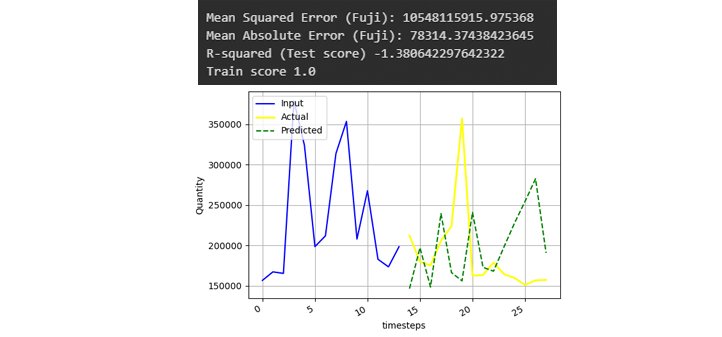 Mean Squared Error (Fuji): 10548115915.975368
Mean Absolute Error (Fuji): 78314.37438423645
R-squared (Test score) -1.380642297642322
Train score 1.0
Input
Actual
Predicted
350000
300000
250000
200000
150000
Quantity
0
5
10
15
20
25
timesteps